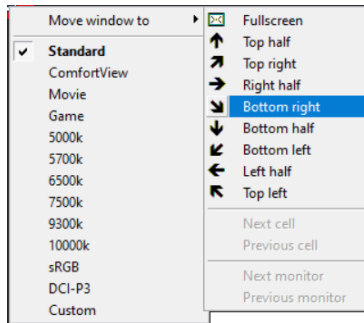 Move window to
Standard
ComfortView
Movie
Game
5000k
5700k
6500k
7500k
9300k
10000k
sRGB
DCI-P3
Custom
Fullscreen
Top half
Top right
Right half
Bottom right
Bottom half
Bottom left
Left half
Top left
Next cell
Previous cell
Next monitor
Previous monitor